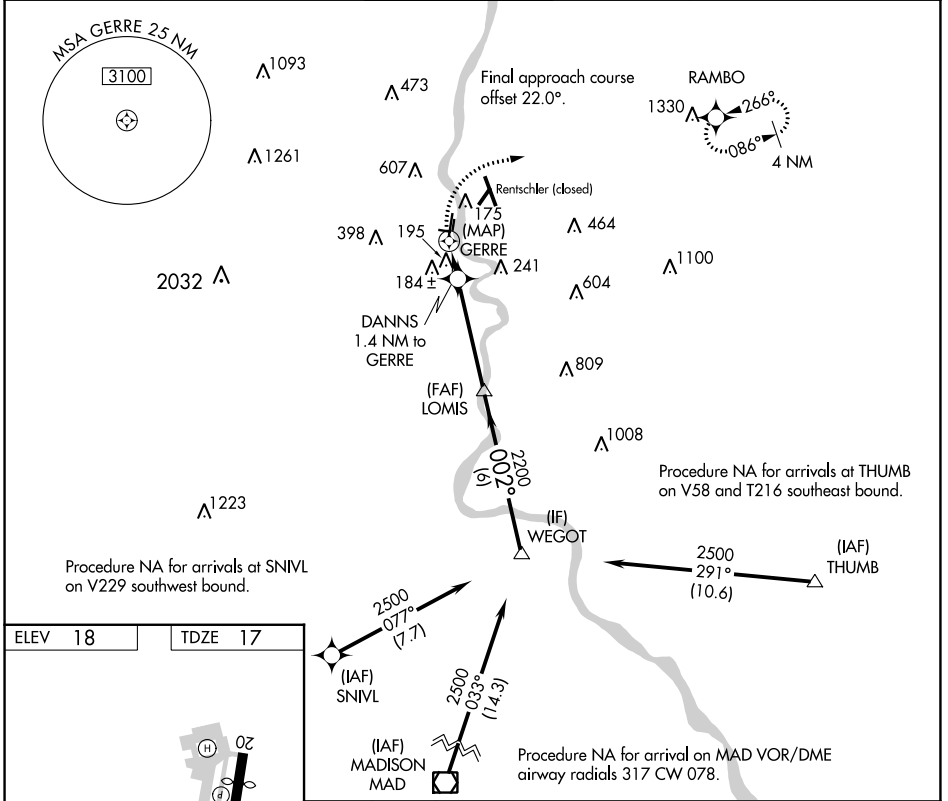 MSA GERRE 25 NM
3100
1093
473
Final approach course
offset 22.0°.
RAMBO
1330
266°
086°
4 NM
1261
607
Rentschler (closed)
175
(MAP)
GERRE
398
195
464
2032
184 ±
241
1100
604
DANNS
1.4 NM to
GERRE
809
(FAF)
LOMIS
1008
2200
002°
(6)
Procedure NA for arrivals at THUMB
on V58 and T216 southeast bound.
1223
(IF)
WEGOT
Procedure NA for arrivals at SNIVL
on V229 southwest bound.
2500
291°
(10.6)
(IAF)
THUMB
2500
077°
(7.7)
(IAF)
SNIVL
ELEV 18
TDZE 17
2500
033°
(14.3)
(IAF)
MADISON
MAD
Procedure NA for arrival on MAD VOR/DME
airway radials 317 CW 078.
H
20
P